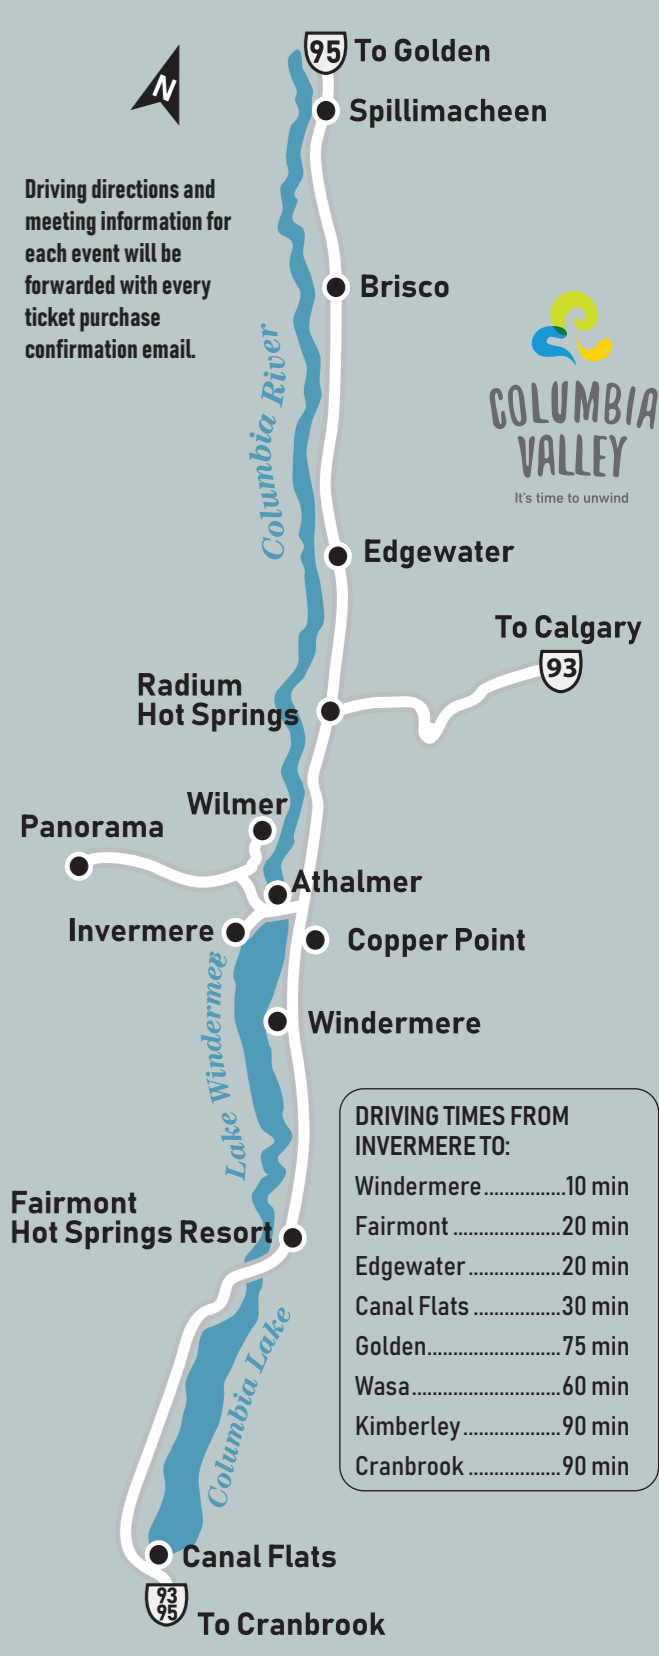 95 To Golden
N
Spillimacheen
Driving directions and
meeting information for
each event will be
forwarded with every
ticket purchase
confirmation email.
Brisco
Columbia River
COLUMBIA
VALLEY
It's time to unwind
Edgewater
To Calgary
93
Radium
Hot Springs
Wilmer
Panorama
Athalmer
Invermere
Copper Point
Lake Windermere
Windermere
DRIVING TIMES FROM
INVERMERE TO:
Windermere................10 min
Fairmont .....................20 min
Edgewater..................20 min
Canal Flats .................30 min
Golden..........................75 min
Wasa.............................60 min
Kimberley...................90 min
Cranbrook ..................90 min
Fairmont
Hot Springs Resort
Columbia Lake
Canal Flats
93
95
To Cranbrook